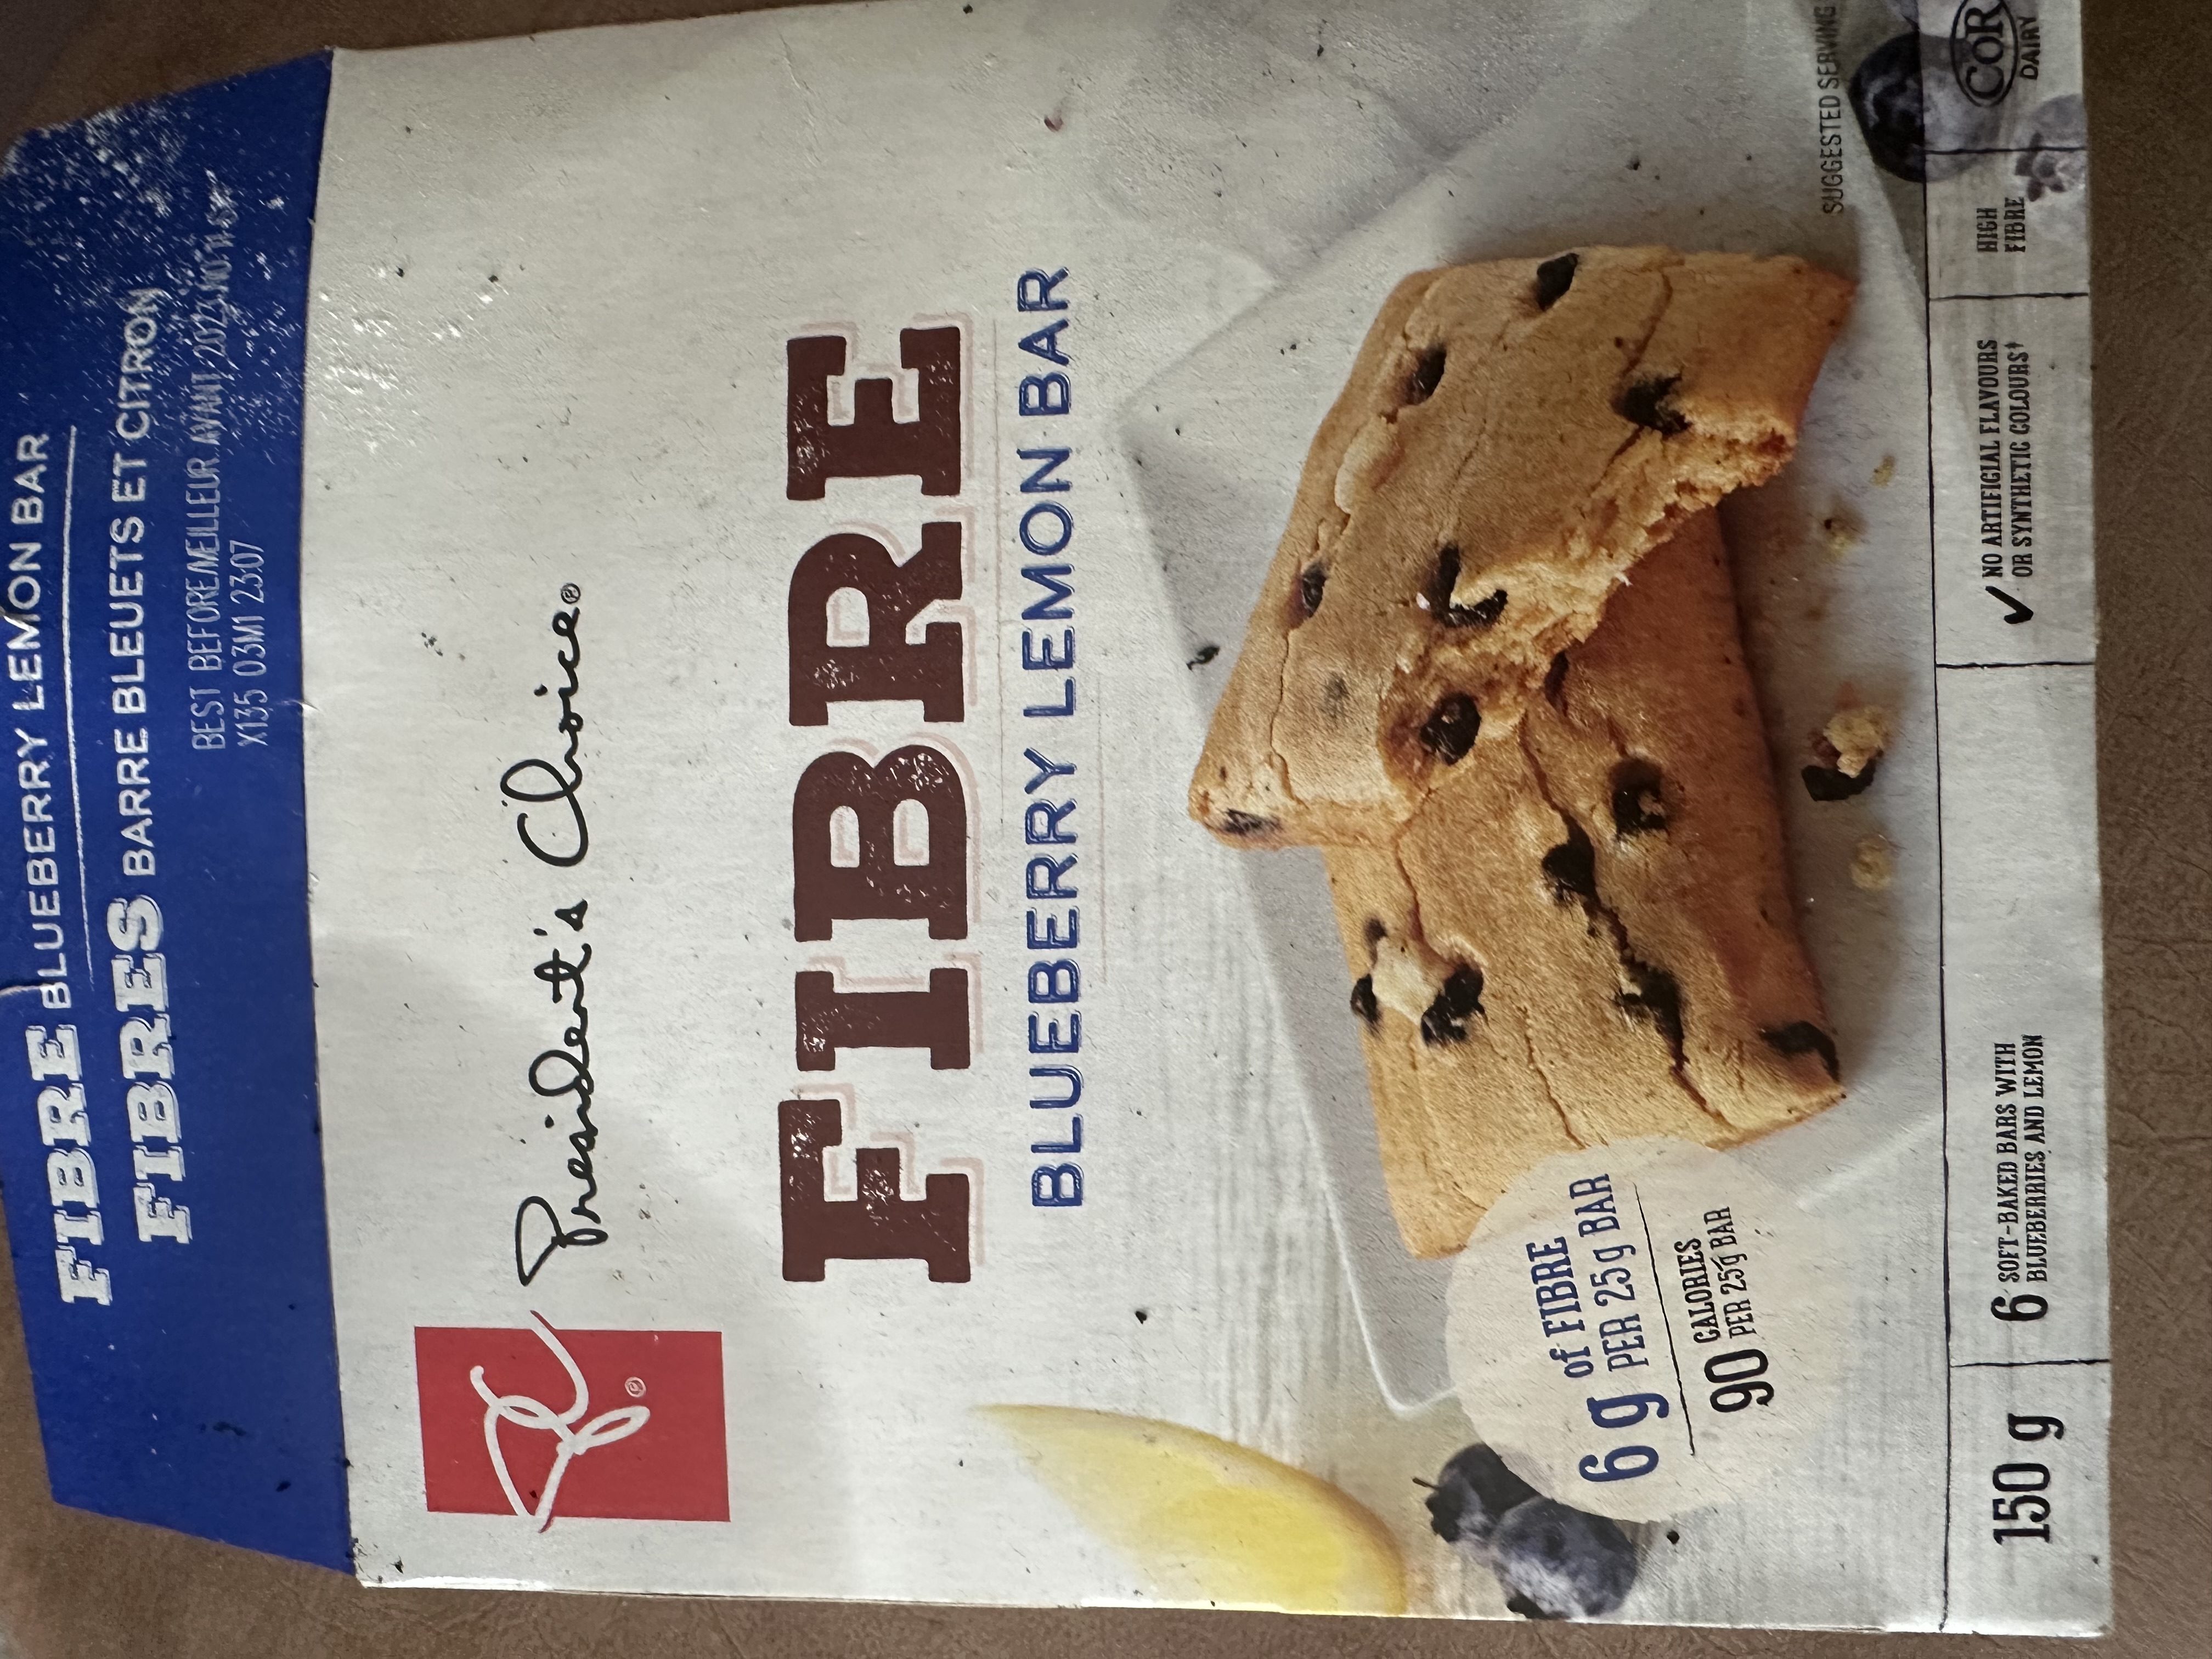 FIBRE BLUEBERRY LEMON BAR
FIBRES BARRE BLEUETS ET CITRON
BEST BEFORE/MEILLEUR AVANT 2023
X135 03M1 23:07
PC®
President's Choice®
FIBRE
BLUEBERRY LEMON BAR
6 g of FIBRE
PER 25 g BAR
90 CALORIES
PER 25g BAR
SUGGESTED SERVING
150 g
6 SOFT-BAKED BARS WITH
BLUEBERRIES AND LEMON
✓ NO ARTIFICIAL FLAVOURS
OR SYNTHETIC COLOURS‡
HIGH
FIBRE
COR
DAIRY